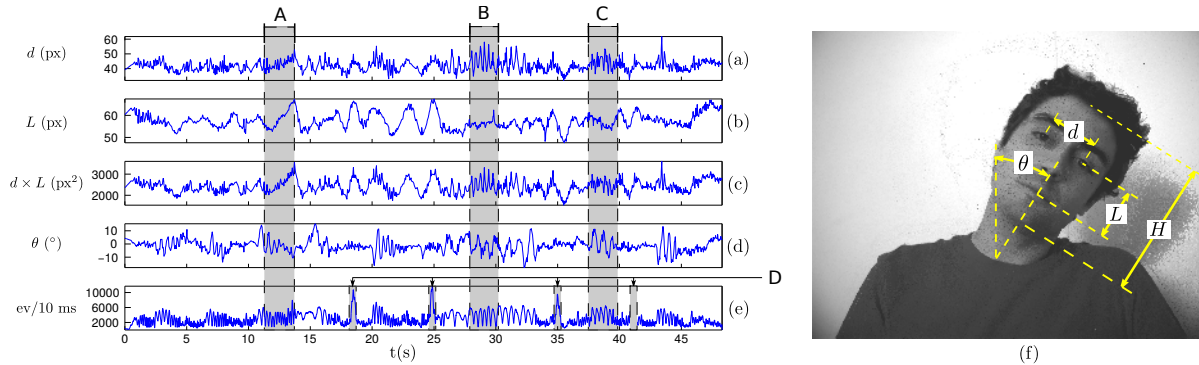 A B C
d (px) 60 50 40 (a)
L (px) 60 50 (b)
d × L (px²) 3000 2000 (c)
θ (°) 10 0 −10 (d)
D
ev/10 ms 10000 6000 2000 (e)
0 5 10 15 20 25 30 35 40 45
t(s)
d
θ
L
H
(f)